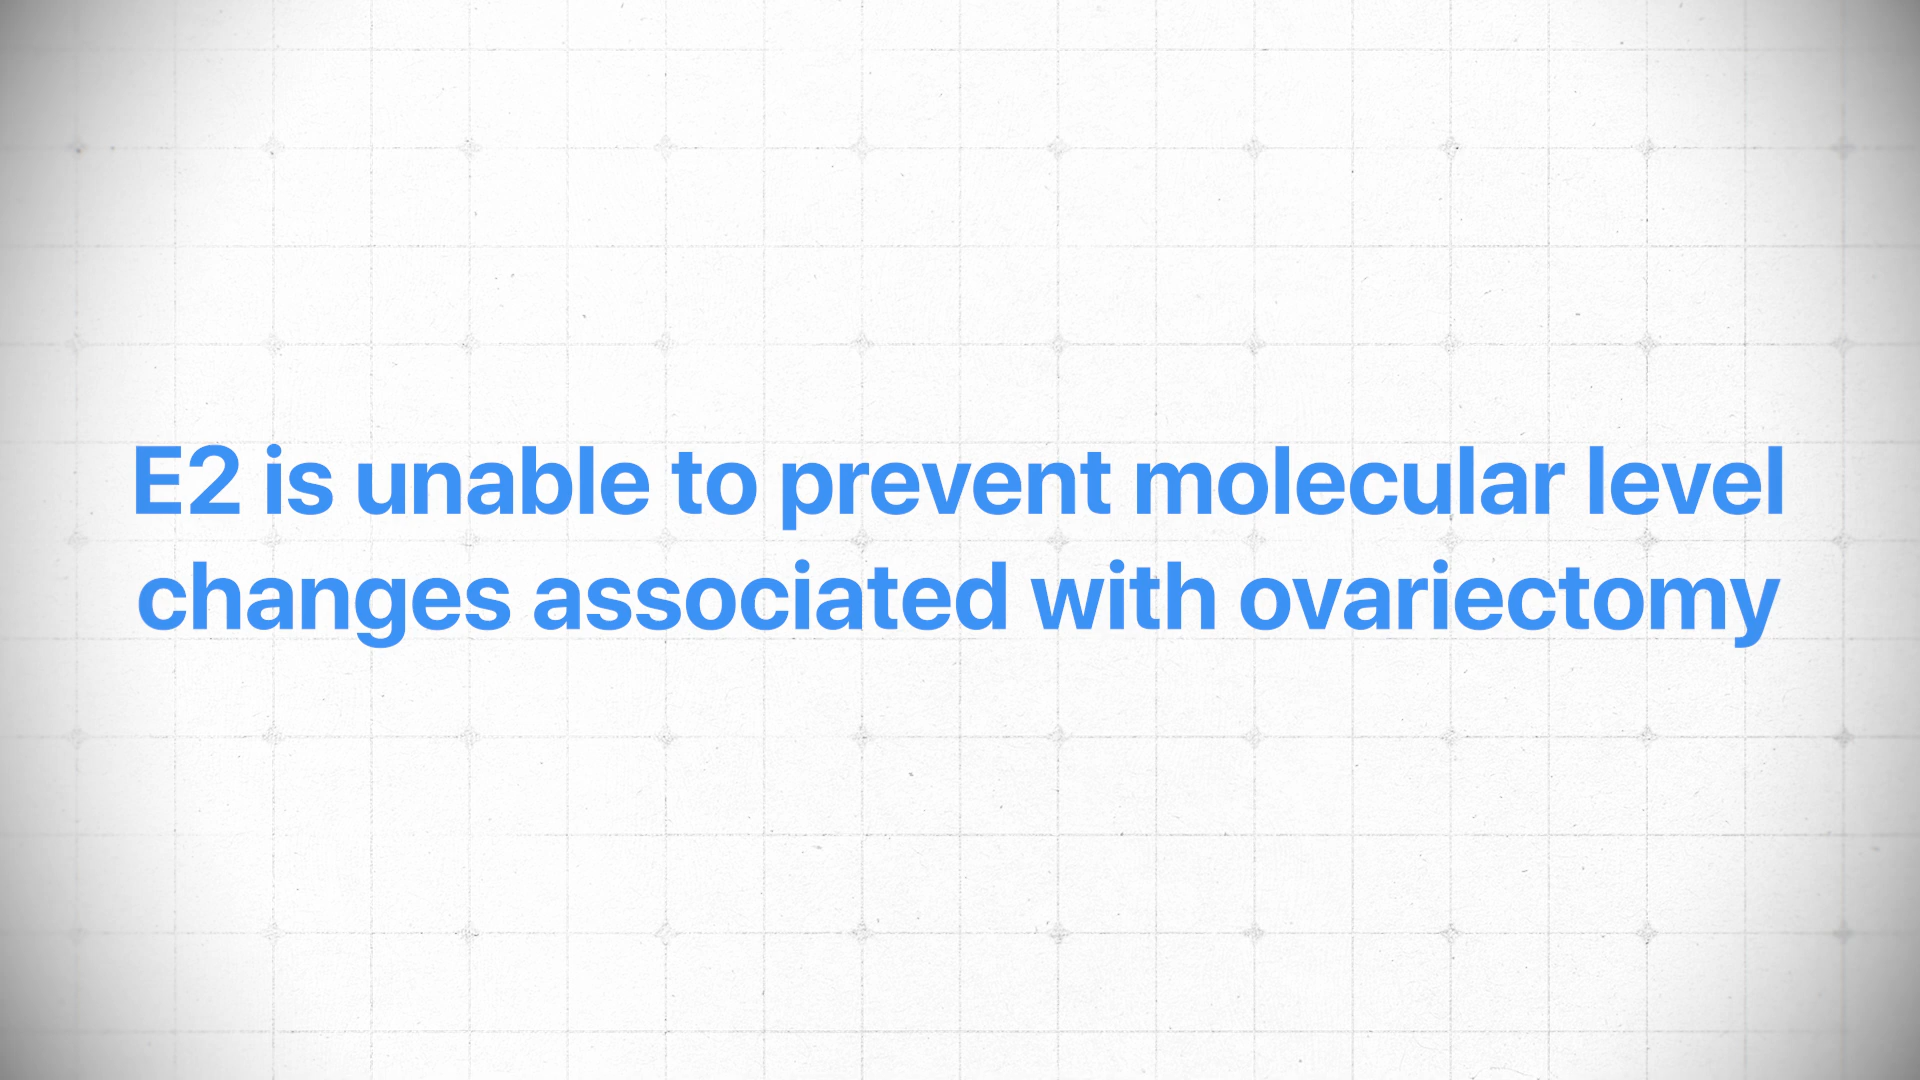 E2 is unable to prevent molecular level
changes associated with ovariectomy